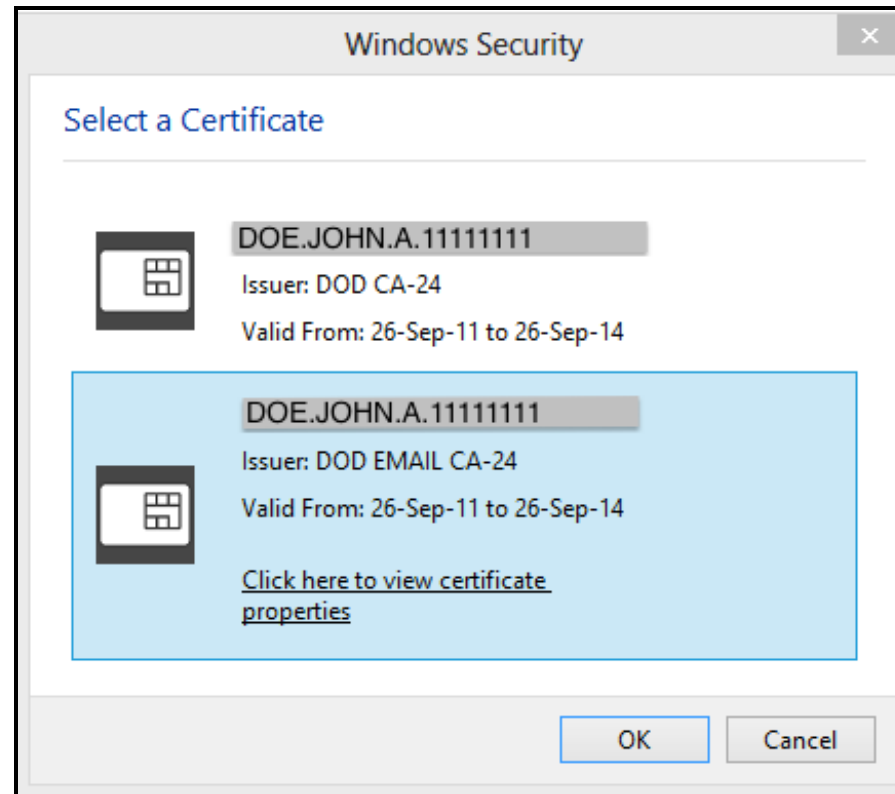 Windows Security
×
Select a Certificate
DOE.JOHN.A.11111111
Issuer: DOD CA-24
Valid From: 26-Sep-11 to 26-Sep-14
DOE.JOHN.A.11111111
Issuer: DOD EMAIL CA-24
Valid From: 26-Sep-11 to 26-Sep-14
Click here to view certificate
properties
OK
Cancel